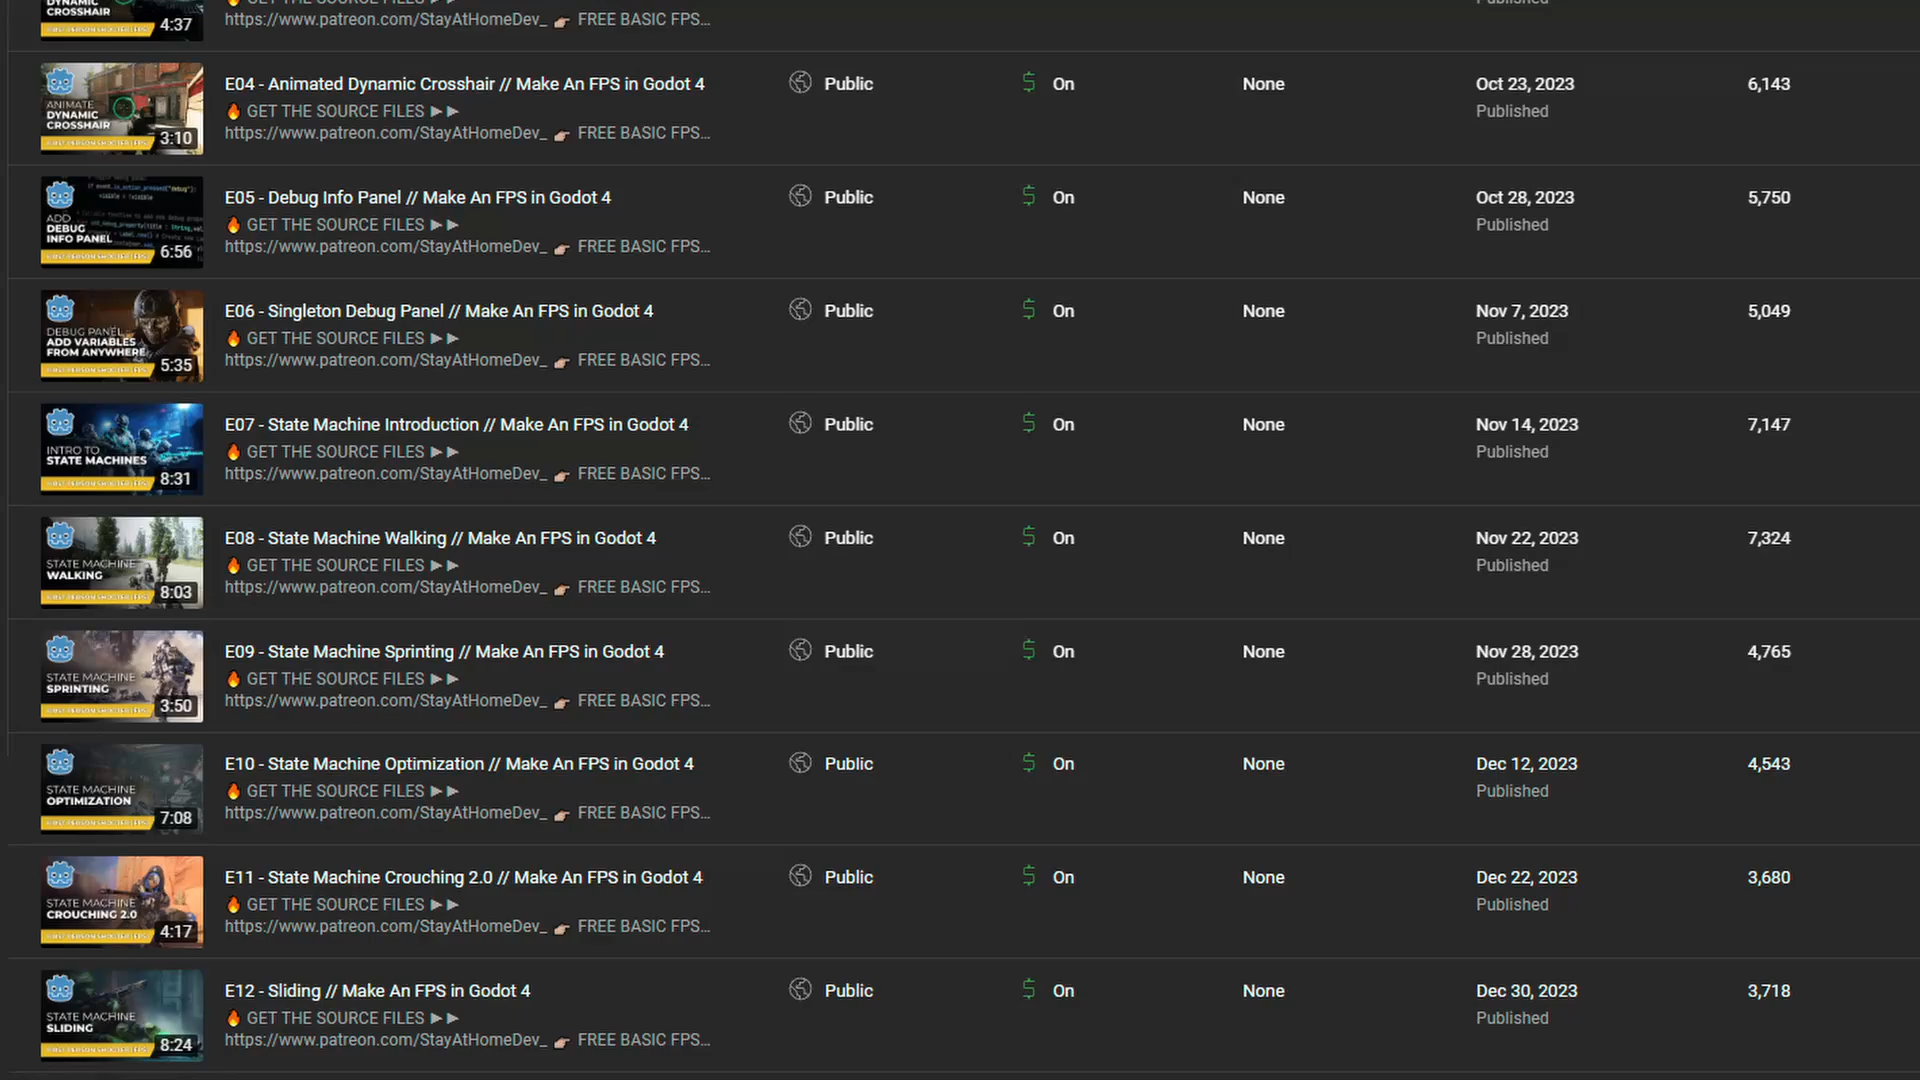 DYNAMIC
CROSSHAIR
4:37
https://www.patreon.com/StayAtHomeDev_ 👉 FREE BASIC FPS...
Published
ANIMATE
DYNAMIC
CROSSHAIR
3:10
E04 - Animated Dynamic Crosshair // Make An FPS in Godot 4
🔥 GET THE SOURCE FILES ►►
https://www.patreon.com/StayAtHomeDev_ 👉 FREE BASIC FPS...
Public
On
None
Oct 23, 2023
Published
6,143
ADD
DEBUG
INFO PANEL
6:56
E05 - Debug Info Panel // Make An FPS in Godot 4
🔥 GET THE SOURCE FILES ►►
https://www.patreon.com/StayAtHomeDev_ 👉 FREE BASIC FPS...
Public
On
None
Oct 28, 2023
Published
5,750
DEBUG PANEL
ADD VARIABLES
FROM ANYWHERE
5:35
E06 - Singleton Debug Panel // Make An FPS in Godot 4
🔥 GET THE SOURCE FILES ►►
https://www.patreon.com/StayAtHomeDev_ 👉 FREE BASIC FPS...
Public
On
None
Nov 7, 2023
Published
5,049
INTRO TO
STATE MACHINES
8:31
E07 - State Machine Introduction // Make An FPS in Godot 4
🔥 GET THE SOURCE FILES ►►
https://www.patreon.com/StayAtHomeDev_ 👉 FREE BASIC FPS...
Public
On
None
Nov 14, 2023
Published
7,147
STATE MACHINE
WALKING
8:03
E08 - State Machine Walking // Make An FPS in Godot 4
🔥 GET THE SOURCE FILES ►►
https://www.patreon.com/StayAtHomeDev_ 👉 FREE BASIC FPS...
Public
On
None
Nov 22, 2023
Published
7,324
STATE MACHINE
SPRINTING
3:50
E09 - State Machine Sprinting // Make An FPS in Godot 4
🔥 GET THE SOURCE FILES ►►
https://www.patreon.com/StayAtHomeDev_ 👉 FREE BASIC FPS...
Public
On
None
Nov 28, 2023
Published
4,765
STATE MACHINE
OPTIMIZATION
7:08
E10 - State Machine Optimization // Make An FPS in Godot 4
🔥 GET THE SOURCE FILES ►►
https://www.patreon.com/StayAtHomeDev_ 👉 FREE BASIC FPS...
Public
On
None
Dec 12, 2023
Published
4,543
STATE MACHINE
CROUCHING 2.0
4:17
E11 - State Machine Crouching 2.0 // Make An FPS in Godot 4
🔥 GET THE SOURCE FILES ►►
https://www.patreon.com/StayAtHomeDev_ 👉 FREE BASIC FPS...
Public
On
None
Dec 22, 2023
Published
3,680
STATE MACHINE
SLIDING
8:24
E12 - Sliding // Make An FPS in Godot 4
🔥 GET THE SOURCE FILES ►►
https://www.patreon.com/StayAtHomeDev_ 👉 FREE BASIC FPS...
Public
On
None
Dec 30, 2023
Published
3,718